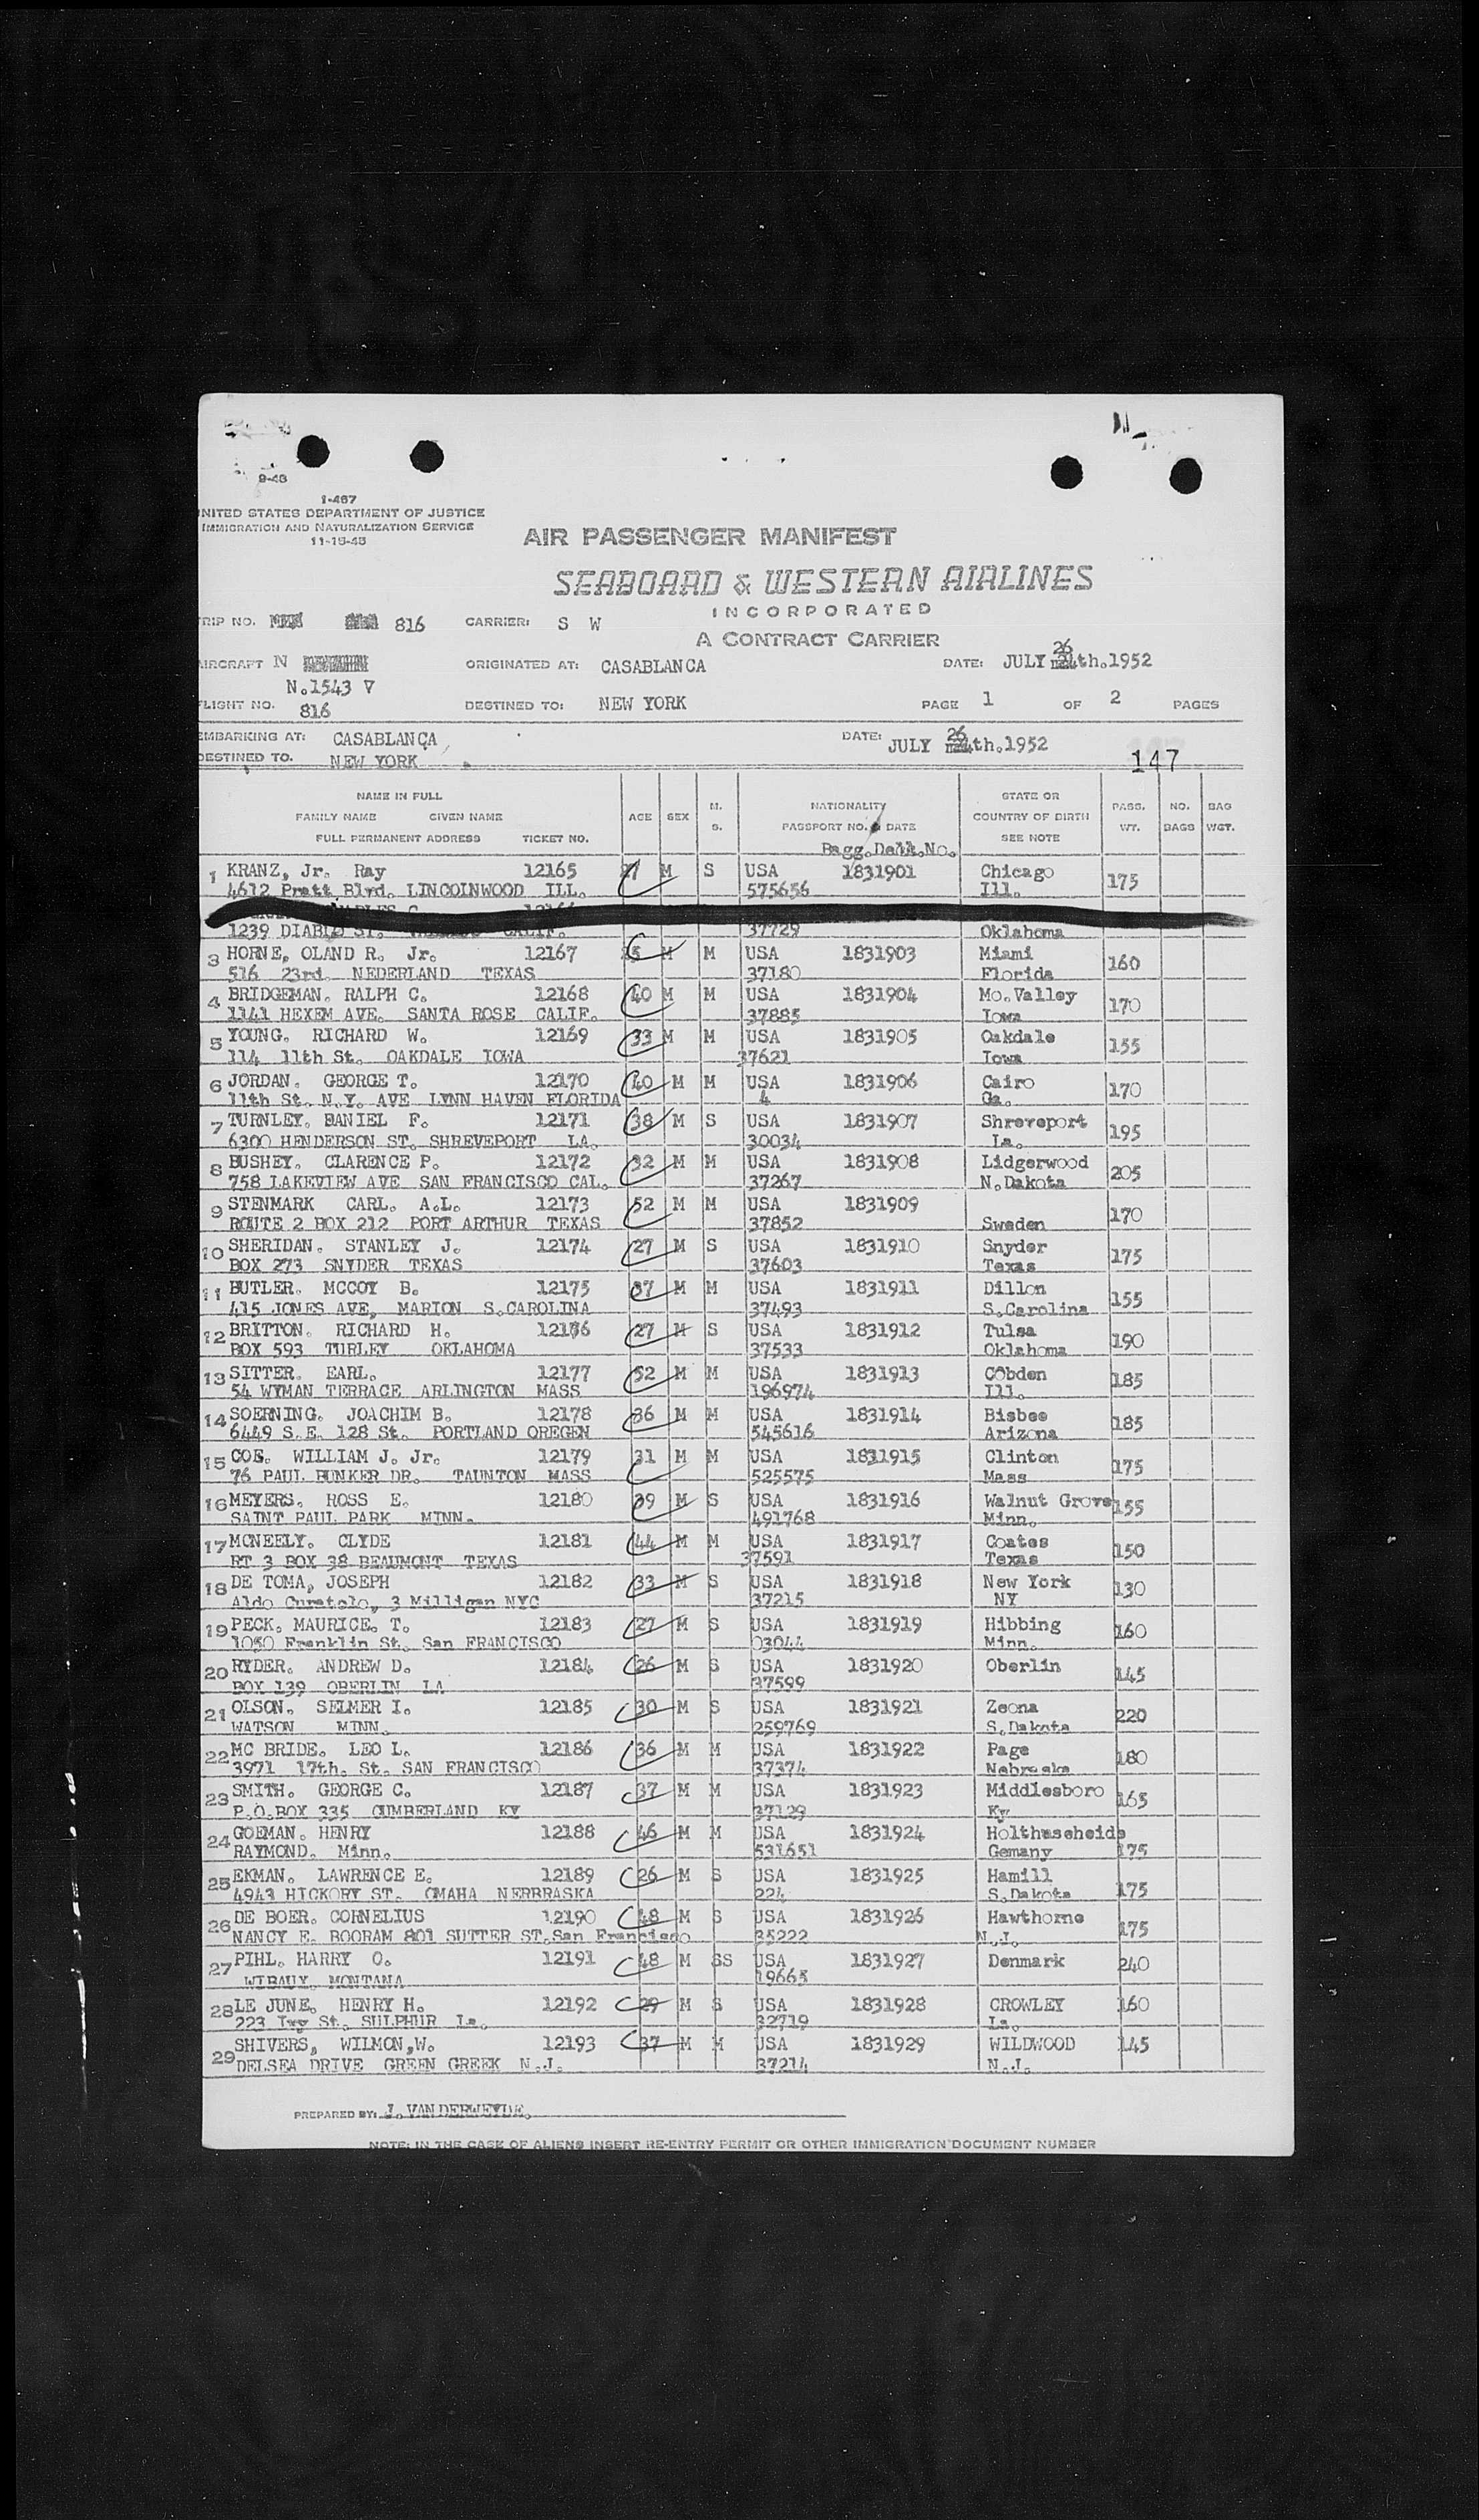 9-48
1-467
UNITED STATES DEPARTMENT OF JUSTICE
IMMIGRATION AND NATURALIZATION SERVICE
11-15-45
AIR PASSENGER MANIFEST
SEABOARD & WESTERN AIRLINES
INCORPORATED
A CONTRACT CARRIER
TRIP NO. 816 CARRIER: S W
AIRCRAFT N ORIGINATED AT: CASABLANCA DATE: JULY 26 th.1952
N.1543 V
FLIGHT NO. 816 DESTINED TO: NEW YORK PAGE 1 OF 2 PAGES
EMBARKING AT: CASABLANCA DATE: JULY 26 th.1952
DESTINED TO. NEW YORK 147
NAME IN FULL
FAMILY NAME GIVEN NAME
FULL PERMANENT ADDRESS TICKET NO.
AGE SEX M. S.
NATIONALITY
PASSPORT NO. & DATE
Bagg.Decl.No.
STATE OR
COUNTRY OF BIRTH
SEE NOTE
PASS. WT. NO. BAGS BAG WGT.
1 KRANZ, Jr. Ray 12165 27 M S USA 1831901 Chicago 175
4612 Pratt Blvd. LINCOINWOOD ILL. 575656 Ill.
1239 DIABLO ST. CALIF. 37729 Oklahoma
3 HORNE, OLAND R. Jr. 12167 M M USA 1831903 Miami 160
516 23rd. NEDERLAND TEXAS 37180 Florida
4 BRIDGEMAN. RALPH C. 12168 40 M M USA 1831904 Mo.Valley 170
1141 HEXEM AVE. SANTA ROSE CALIF. 37885 Iowa
5 YOUNG. RICHARD W. 12169 33 M M USA 1831905 Oakdale 155
114 11th St. OAKDALE IOWA 37621 Iowa
6 JORDAN. GEORGE T. 12170 40 M M USA 1831906 Cairo 170
11th St. N.Y. AVE LYNN HAVEN FLORIDA 4 Ga.
7 TURNLEY. DANIEL F. 12171 38 M S USA 1831907 Shreveport 195
6300 HENDERSON ST. SHREVEPORT LA. 30034 La.
8 BUSHEY. CLARENCE P. 12172 32 M M USA 1831908 Lidgerwood 205
758 LAKEVIEW AVE SAN FRANCISCO CAL. 37267 N.Dakota
9 STENMARK CARL. A.L. 12173 52 M M USA 1831909 170
ROUTE 2 BOX 212 PORT ARTHUR TEXAS 37852 Sweden
10 SHERIDAN. STANLEY J. 12174 27 M S USA 1831910 Snyder 175
BOX 273 SNYDER TEXAS 37603 Texas
11 BUTLER. MCCOY B. 12175 37 M M USA 1831911 Dillon 155
415 JONES AVE, MARION S.CAROLINA 37493 S.Carolina
12 BRITTON. RICHARD H. 12176 27 M S USA 1831912 Tulsa 190
BOX 593 TURLEY OKLAHOMA 37533 Oklahoma
13 SITTER. EARL. 12177 52 M M USA 1831913 Cobden 185
54 WYMAN TERRACE ARLINGTON MASS 196974 Ill.
14 SOERNING. JOACHIM B. 12178 36 M M USA 1831914 Bisbee 185
6449 S.E. 128 St. PORTLAND OREGEN 545616 Arizona
15 COE. WILLIAM J. Jr. 12179 31 M M USA 1831915 Clinton 175
76 PAUL BUNKER DR. TAUNTON MASS 525575 Mass
16 MEYERS. ROSS E. 12180 39 M S USA 1831916 Walnut Grove 155
SAINT PAUL PARK MINN. 491768 Minn.
17 MCNEELY. CLYDE 12181 44 M M USA 1831917 Coates 150
RT 3 BOX 38 BEAUMONT TEXAS 37591 Texas
18 DE TOMA, JOSEPH 12182 33 M S USA 1831918 New York 130
Aldo Curatolo, 3 Milligan NYC 37215 NY
19 PECK. MAURICE. T. 12183 27 M S USA 1831919 Hibbing 160
1050 Franklin St. San FRANCISCO 03044 Minn.
20 RYDER. ANDREW D. 12184 26 M S USA 1831920 Oberlin 145
BOX 139 OBERLIN LA 37599
21 OLSON. SELMER I. 12185 30 M S USA 1831921 Zeona 220
WATSON MINN. 259769 S.Dakota
22 MC BRIDE. LEO L. 12186 36 M M USA 1831922 Page 180
3971 17th. St. SAN FRANCISCO 37374 Nebraska
23 SMITH. GEORGE C. 12187 37 M M USA 1831923 Middlesboro 165
P.O.BOX 335 CUMBERLAND KY 37129 Ky
24 GOEMAN. HENRY 12188 46 M M USA 1831924 Holthuseheide 175
RAYMOND. Minn. 531651 Gemany
25 EKMAN. LAWRENCE E. 12189 26 M S USA 1831925 Hamill 175
4943 HICKORY ST. OMAHA NERBRASKA 224 S.Dakota
26 DE BOER. CORNELIUS 12190 48 M S USA 1831926 Hawthorne 175
NANCY E. BOORAM 801 SUTTER ST.San Francisco 35222 N.J.
27 PIHL. HARRY O. 12191 48 M SS USA 1831927 Denmark 240
WIBAUX. MONTANA 19665
28 LE JUNE. HENRY H. 12192 29 M S USA 1831928 CROWLEY 160
223 Ivy St. SULPHUR La. 32719 La.
29 SHIVERS, WILMON,W. 12193 37 M M USA 1831929 WILDWOOD 145
DELSEA DRIVE GREEN GREEK N.J. 37214 N.J.
PREPARED BY: J. VANDERWEYDE.
NOTE: IN THE CASE OF ALIENS INSERT RE-ENTRY PERMIT OR OTHER IMMIGRATION DOCUMENT NUMBER